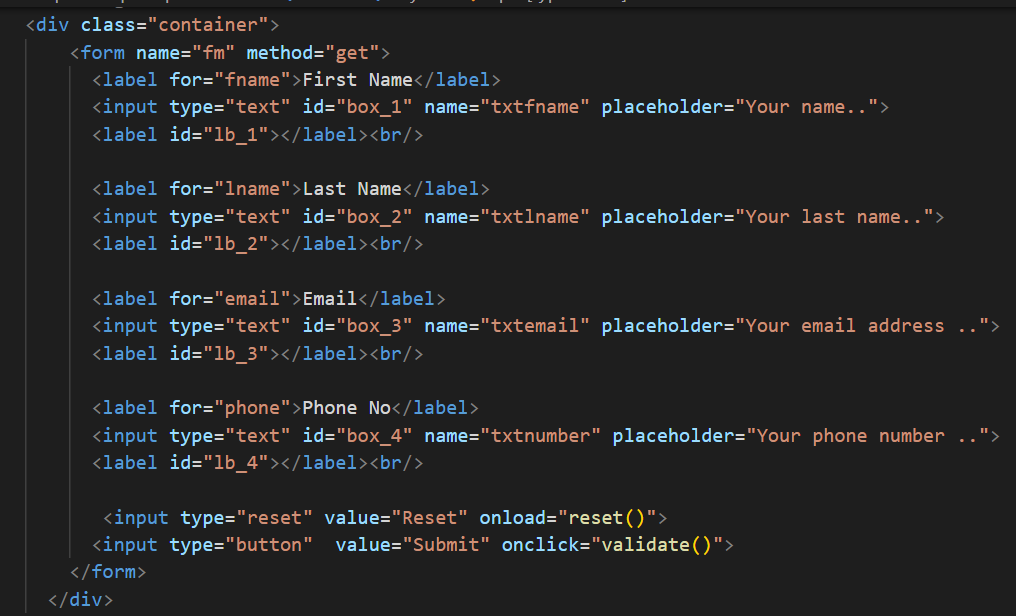 <div class="container">
<form name="fm" method="get">
<label for="fname">First Name</label>
<input type="text" id="box_1" name="txtfname" placeholder="Your name..">
<label id="lb_1"></label><br/>
<label for="lname">Last Name</label>
<input type="text" id="box_2" name="txtlname" placeholder="Your last name..">
<label id="lb_2"></label><br/>
<label for="email">Email</label>
<input type="text" id="box_3" name="txtemail" placeholder="Your email address ..">
<label id="lb_3"></label><br/>
<label for="phone">Phone No</label>
<input type="text" id="box_4" name="txtnumber" placeholder="Your phone number ..">
<label id="lb_4"></label><br/>
<input type="reset" value="Reset" onload="reset()">
<input type="button"  value="Submit" onclick="validate()">
</form>
</div>